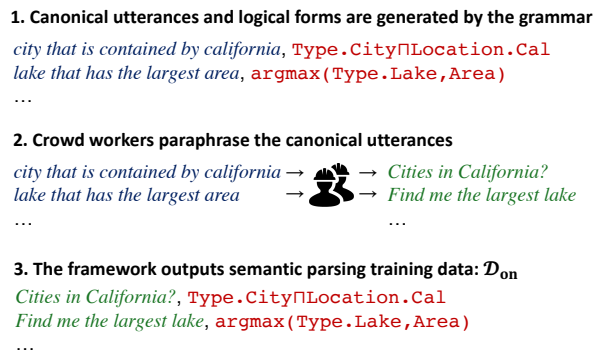 1. Canonical utterances and logical forms are generated by the grammar
city that is contained by california, Type.City⊓Location.Cal
lake that has the largest area, argmax(Type.Lake,Area)
...
2. Crowd workers paraphrase the canonical utterances
city that is contained by california → → Cities in California?
lake that has the largest area → → Find me the largest lake
... ...
3. The framework outputs semantic parsing training data: 𝒟on
Cities in California?, Type.City⊓Location.Cal
Find me the largest lake, argmax(Type.Lake,Area)
...